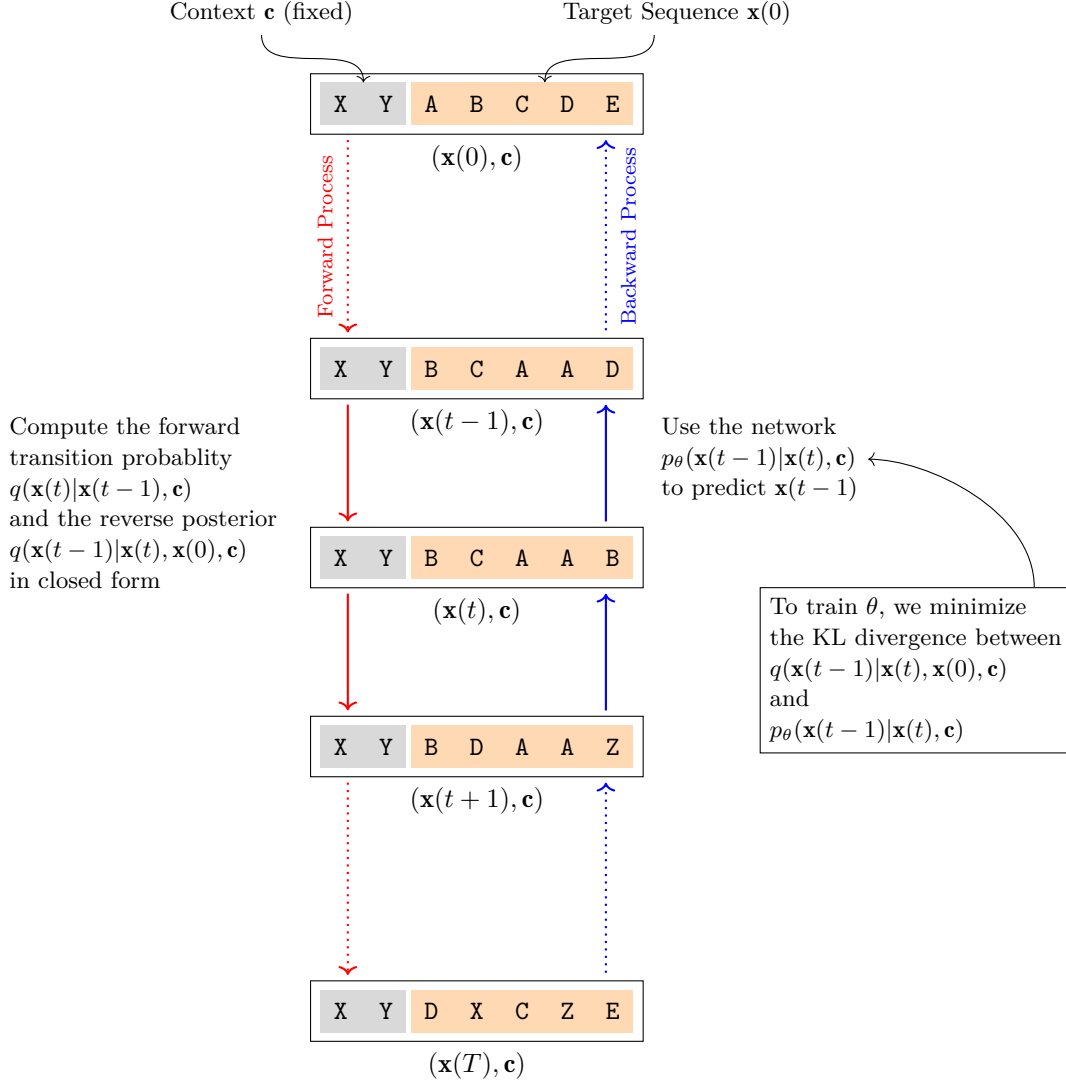 Context c (fixed)
Target Sequence x(0)
X Y A B C D E
(x(0), c)
Forward Process
Backward Process
X Y B C A A D
(x(t − 1), c)
Compute the forward
transition probablity
q(x(t)|x(t − 1), c)
and the reverse posterior
q(x(t − 1)|x(t), x(0), c)
in closed form
Use the network
pθ(x(t − 1)|x(t), c)
to predict x(t − 1)
X Y B C A A B
(x(t), c)
To train θ, we minimize
the KL divergence between
q(x(t − 1)|x(t), x(0), c)
and
pθ(x(t − 1)|x(t), c)
X Y B D A A Z
(x(t + 1), c)
X Y D X C Z E
(x(T), c)